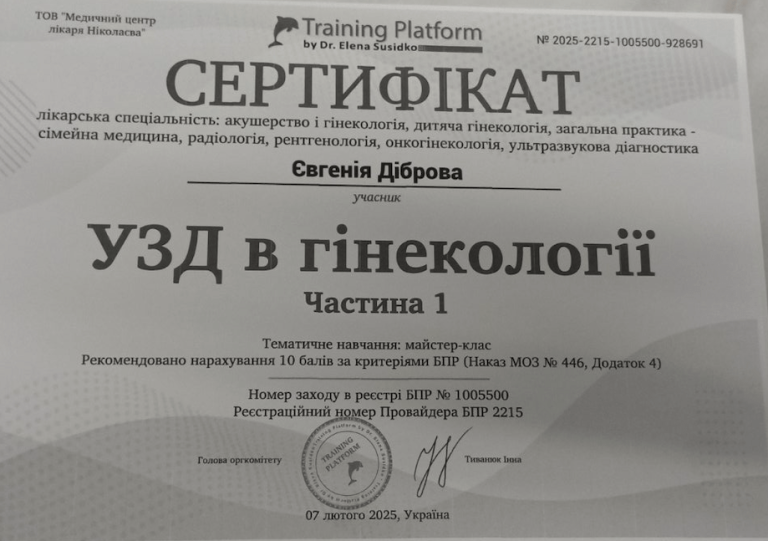 ТОВ "Медичний центр
лікаря Ніколаєва"
Training Platform
by Dr. Elena Susidko
№ 2025-2215-1005500-928691
СЕРТИФІКАТ
лікарська спеціальність: акушерство і гінекологія, дитяча гінекологія, загальна практика -
сімейна медицина, радіологія, рентгенологія, онкогінекологія, ультразвукова діагностика
Євгенія Діброва
учасник
УЗД в гінекології
Частина 1
Тематичне навчання: майстер-клас
Рекомендовано нарахування 10 балів за критеріями БПР (Наказ МОЗ № 446, Додаток 4)
Номер заходу в реєстрі БПР № 1005500
Реєстраційний номер Провайдера БПР 2215
Голова оргкомітету
TRAINING
PLATFORM
Тиванюк Інна
07 лютого 2025, Україна